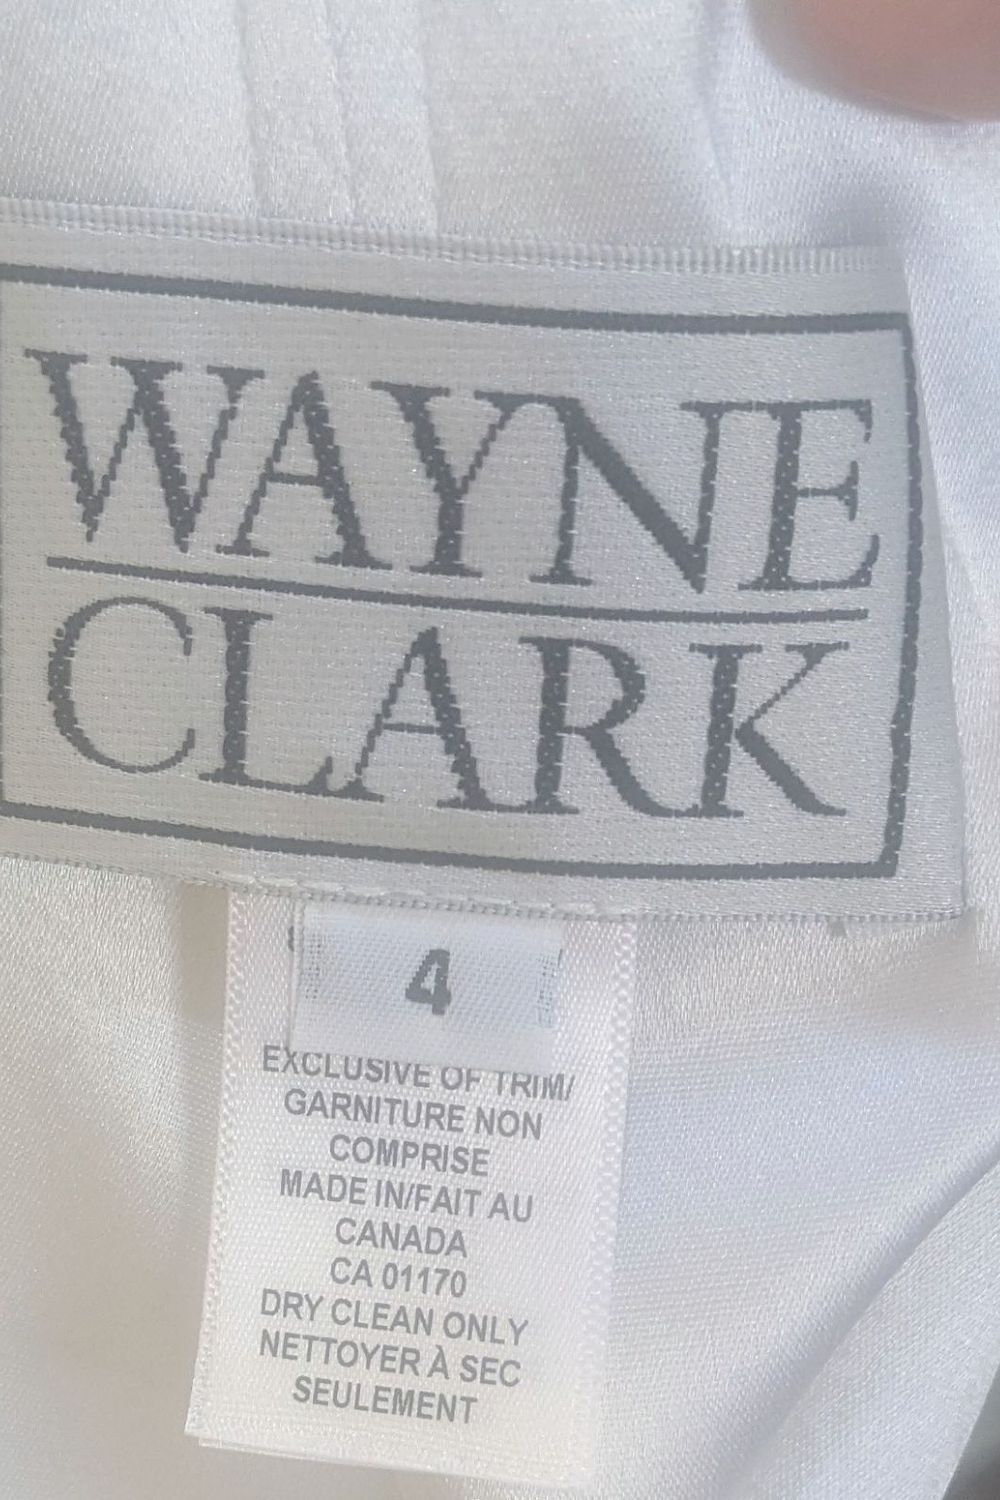 WAYNE
CLARK
4
EXCLUSIVE OF TRIM/
GARNITURE NON
COMPRISE
MADE IN/FAIT AU
CANADA
CA 01170
DRY CLEAN ONLY
NETTOYER À SEC
SEULEMENT